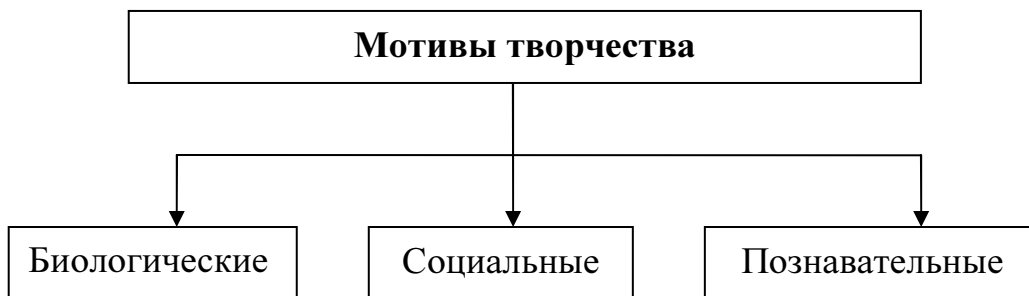 Мотивы творчества
Биологические
Социальные
Познавательные